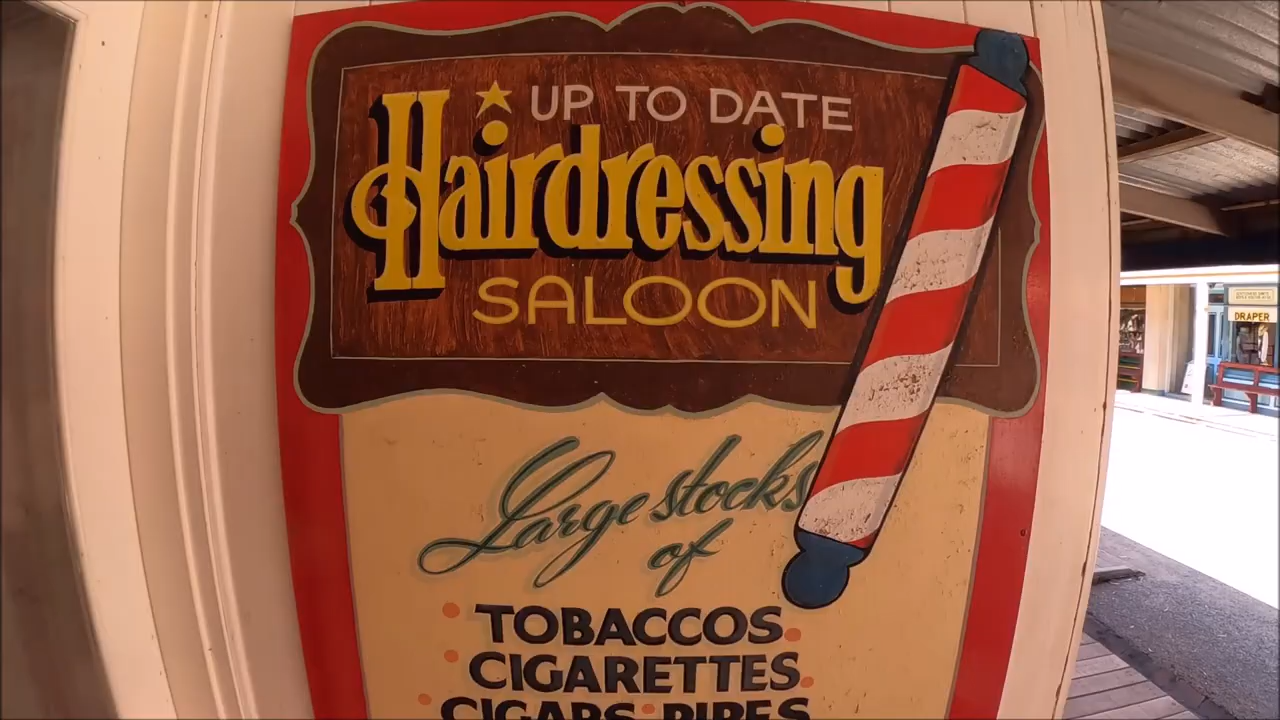 UP TO DATE
Hairdressing
SALOON
Large stocks
of
TOBACCOS
CIGARETTES
CIGARS PIPES
DRAPER